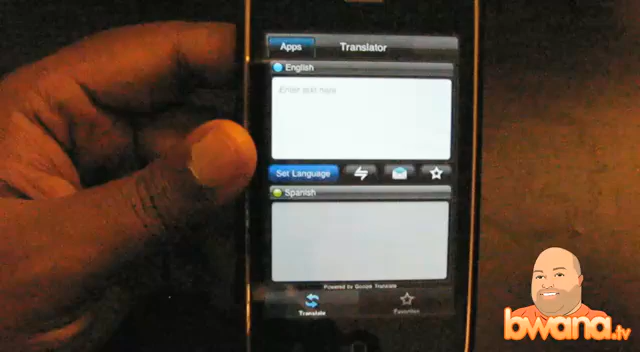 Apps Translator
English
Enter text here
Set Language
Spanish
Powered by Google Translate
Translate Favorites
bwana.tv